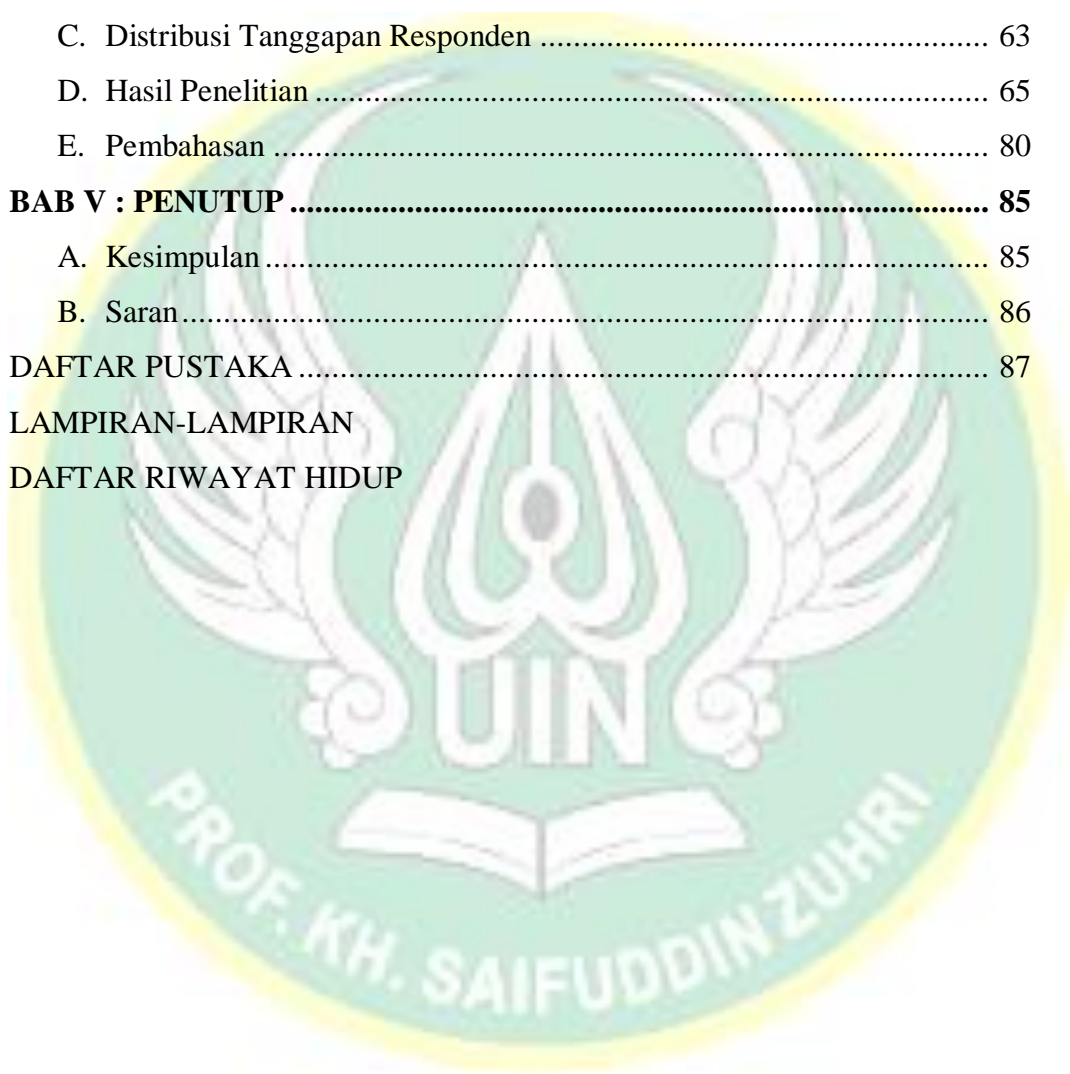 C. Distribusi Tanggapan Responden ........................................................... 63
D. Hasil Penelitian ........................................................................................ 65
E. Pembahasan ............................................................................................. 80
BAB V : PENUTUP ........................................................................................ 85
A. Kesimpulan .............................................................................................. 85
B. Saran ......................................................................................................... 86
DAFTAR PUSTAKA ...................................................................................... 87
LAMPIRAN-LAMPIRAN
DAFTAR RIWAYAT HIDUP
UIN
PROF. KH. SAIFUDDIN ZUHRI